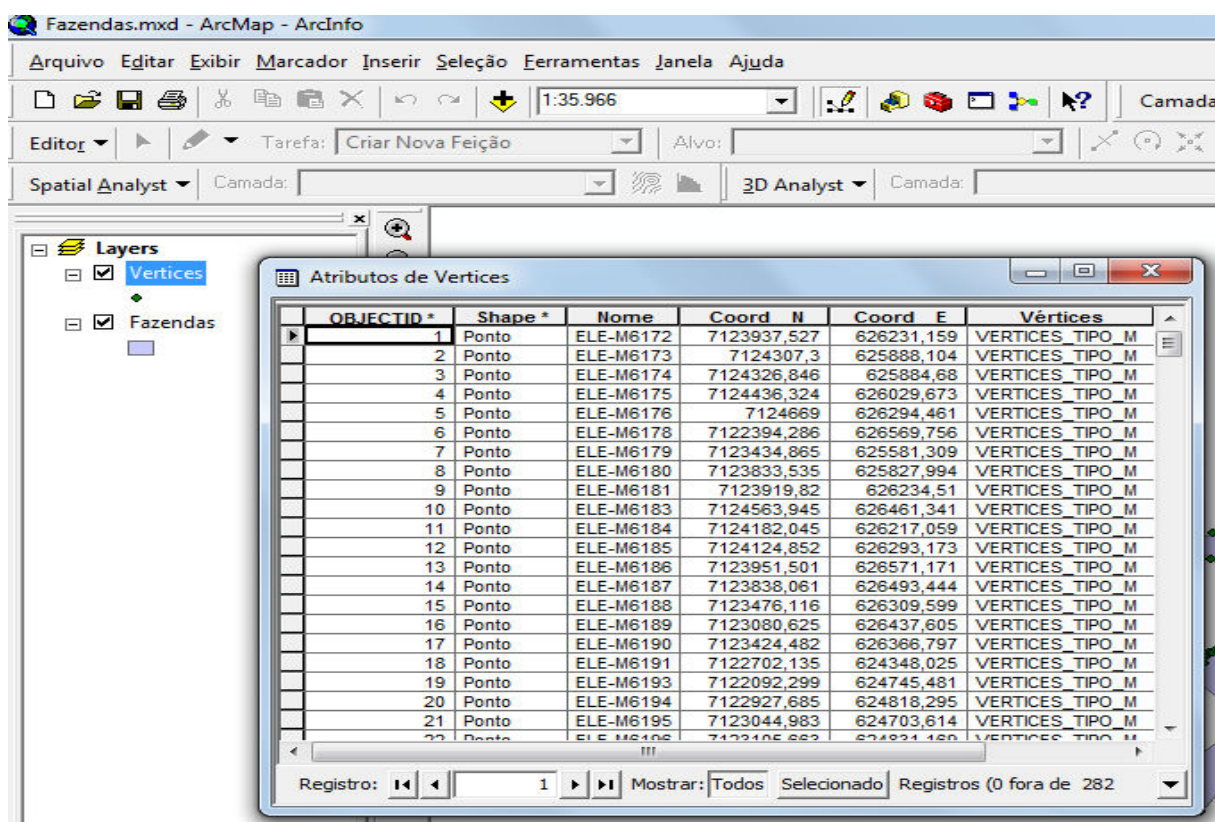 Fazendas.mxd - ArcMap - ArcInfo
Arquivo Editar Exibir Marcador Inserir Seleção Ferramentas Janela Ajuda
1:35.966 Camada
Editor Tarefa: Criar Nova Feição Alvo:
Spatial Analyst Camada: 3D Analyst Camada:
Layers
Vertices
Fazendas
Atributos de Vertices
OBJECTID * Shape * Nome Coord N Coord E Vértices
1 Ponto ELE-M6172 7123937,527 626231,159 VERTICES_TIPO_M
2 Ponto ELE-M6173 7124307,3 625888,104 VERTICES_TIPO_M
3 Ponto ELE-M6174 7124326,846 625884,68 VERTICES_TIPO_M
4 Ponto ELE-M6175 7124436,324 626029,673 VERTICES_TIPO_M
5 Ponto ELE-M6176 7124669 626294,461 VERTICES_TIPO_M
6 Ponto ELE-M6178 7122394,286 626569,756 VERTICES_TIPO_M
7 Ponto ELE-M6179 7123434,865 625581,309 VERTICES_TIPO_M
8 Ponto ELE-M6180 7123833,535 625827,994 VERTICES_TIPO_M
9 Ponto ELE-M6181 7123919,82 626234,51 VERTICES_TIPO_M
10 Ponto ELE-M6183 7124563,945 626461,341 VERTICES_TIPO_M
11 Ponto ELE-M6184 7124182,045 626217,059 VERTICES_TIPO_M
12 Ponto ELE-M6185 7124124,852 626293,173 VERTICES_TIPO_M
13 Ponto ELE-M6186 7123951,501 626571,171 VERTICES_TIPO_M
14 Ponto ELE-M6187 7123838,061 626493,444 VERTICES_TIPO_M
15 Ponto ELE-M6188 7123476,116 626309,599 VERTICES_TIPO_M
16 Ponto ELE-M6189 7123080,625 626437,605 VERTICES_TIPO_M
17 Ponto ELE-M6190 7123424,482 626366,797 VERTICES_TIPO_M
18 Ponto ELE-M6191 7122702,135 624348,025 VERTICES_TIPO_M
19 Ponto ELE-M6193 7122092,299 624745,481 VERTICES_TIPO_M
20 Ponto ELE-M6194 7122927,685 624818,295 VERTICES_TIPO_M
21 Ponto ELE-M6195 7123044,983 624703,614 VERTICES_TIPO_M
22 Ponto ELE-M6196 VERTICES_TIPO_M
Registro: 1 Mostrar: Todos Selecionado Registros (0 fora de 282